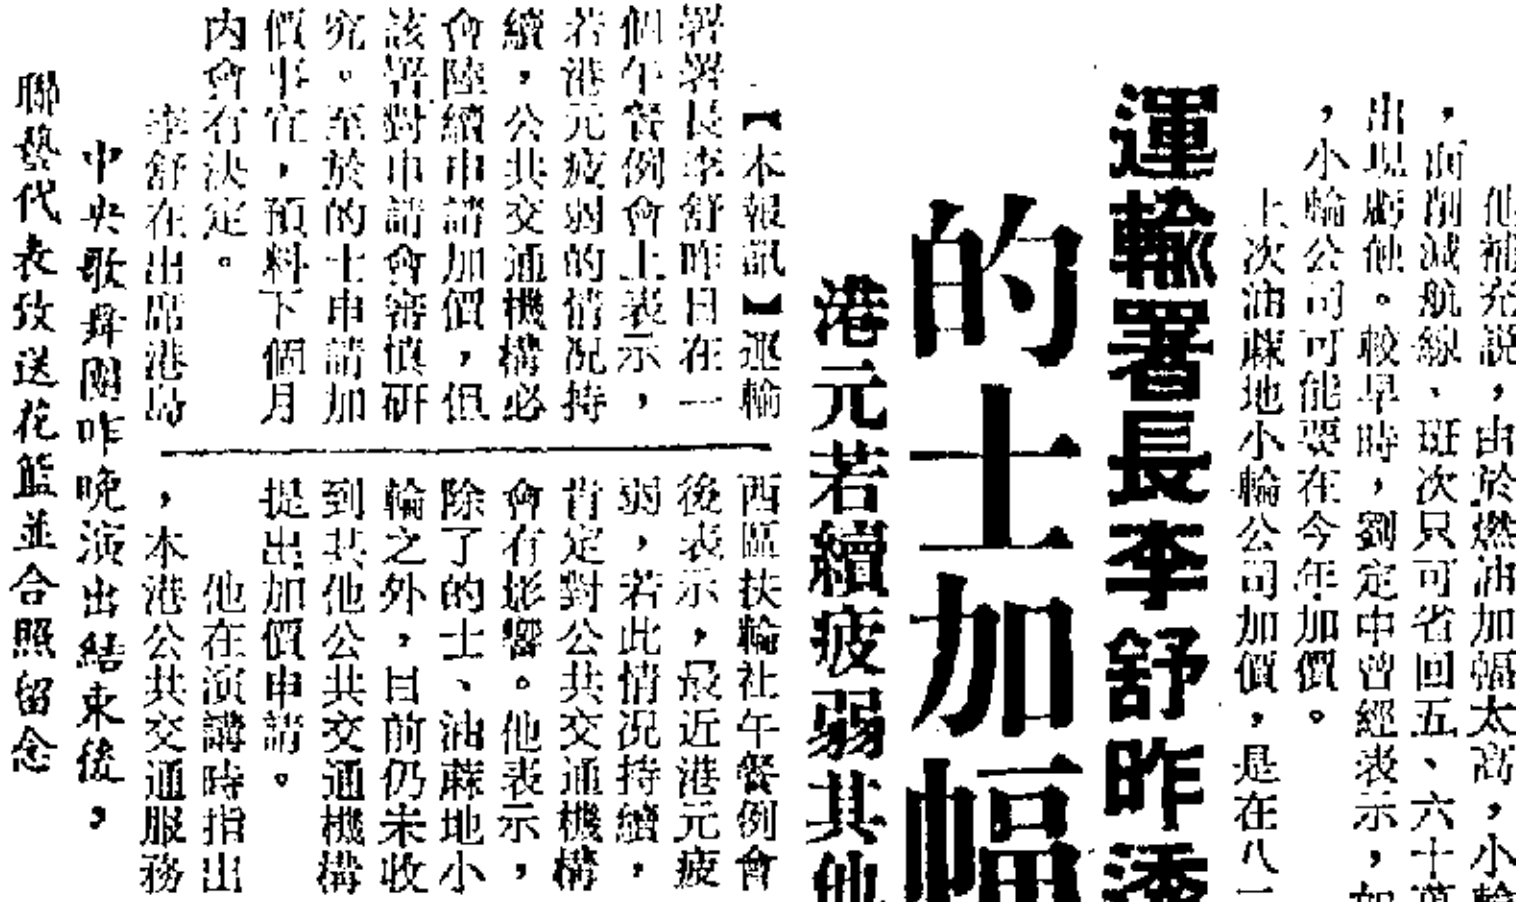 他補充説,由於燃油加幅太高,小輪
,而削減航線、班次只可省回五、六十萬
出現虧蝕。較早時,劉定中曾經表示,如
,小輪公司可能要在今年加價。
上次油蔴地小輪公司加價,是在八一
運輸署長李舒昨透
的士加幅
港元若續疲弱其他
【本報訊】運輸
署署長李舒昨日在一
個午餐例會上表示,
若港元疲弱的情况持
續,公共交通機構必
會陸續申請加價,但
該署對申請會審慎研
究。至於的士申請加
價事宜,預料下個月
内會有決定。
李舒在出席港島
西區扶輪社午餐例會
後表示,最近港元疲
弱,若此情况持續,
肯定對公共交通機構
會有影響。他表示,
除了的士、油蔴地小
輪之外,目前仍未收
到其他公共交通機構
提出加價申請。
他在演講時指出
,本港公共交通服務
中央歌舞團昨晚演出結束後,
聯藝代表致送花籃並合照留念